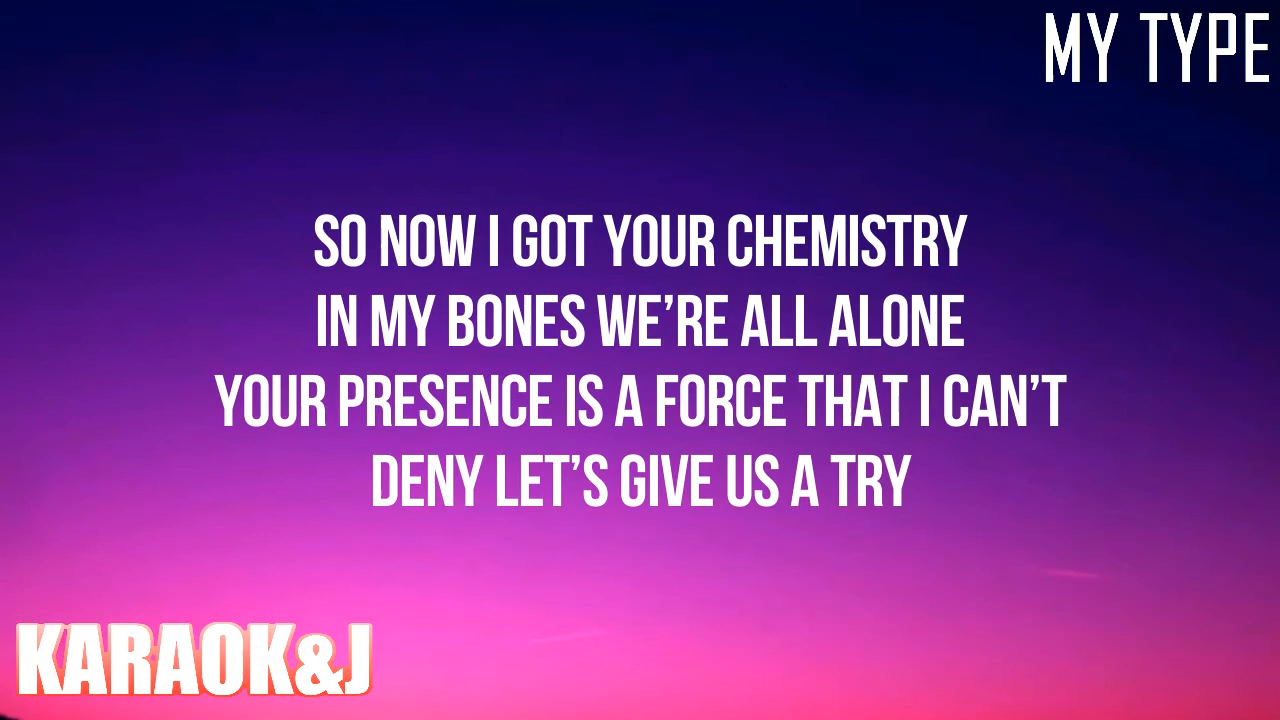 MY TYPE
SO NOW I GOT YOUR CHEMISTRY
IN MY BONES WE’RE ALL ALONE
YOUR PRESENCE IS A FORCE THAT I CAN’T
DENY LET’S GIVE US A TRY
KARAOK&J